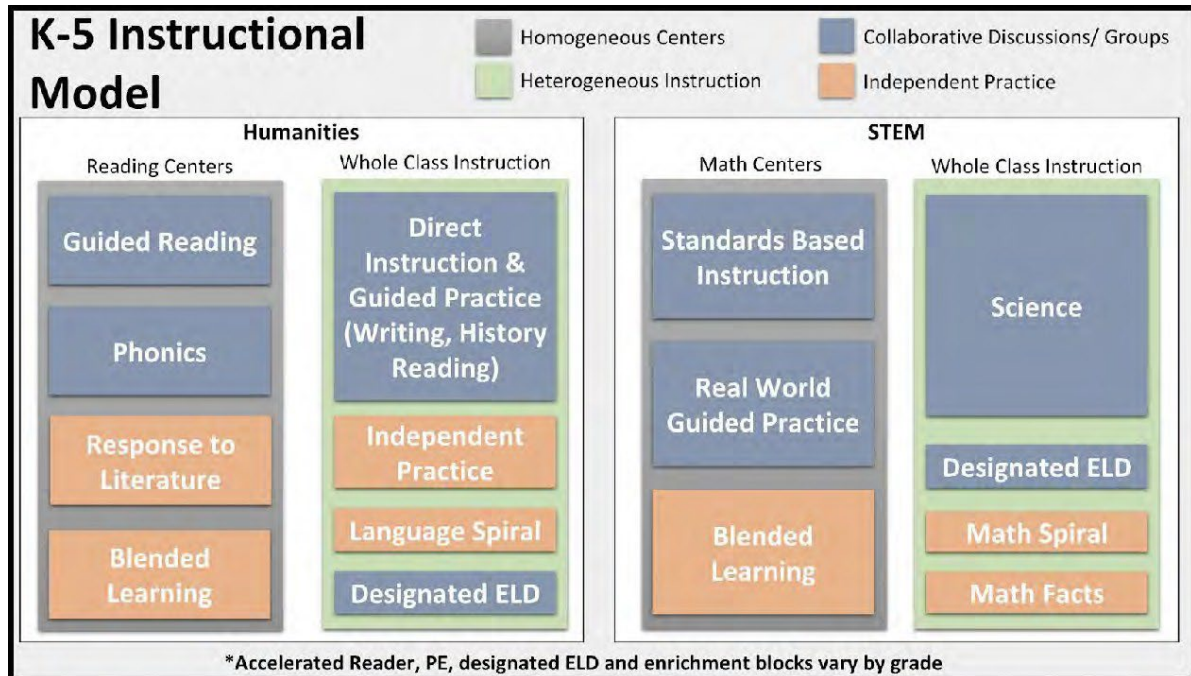 K-5 Instructional
Model
Homogeneous Centers
Heterogeneous Instruction
Collaborative Discussions/ Groups
Independent Practice
Humanities
Reading Centers
Guided Reading
Phonics
Response to
Literature
Blended
Learning
Whole Class Instruction
Direct
Instruction &
Guided Practice
(Writing, History
Reading)
Independent
Practice
Language Spiral
Designated ELD
STEM
Math Centers
Standards Based
Instruction
Real World
Guided Practice
Blended
Learning
Whole Class Instruction
Science
Designated ELD
Math Spiral
Math Facts
*Accelerated Reader, PE, designated ELD and enrichment blocks vary by grade